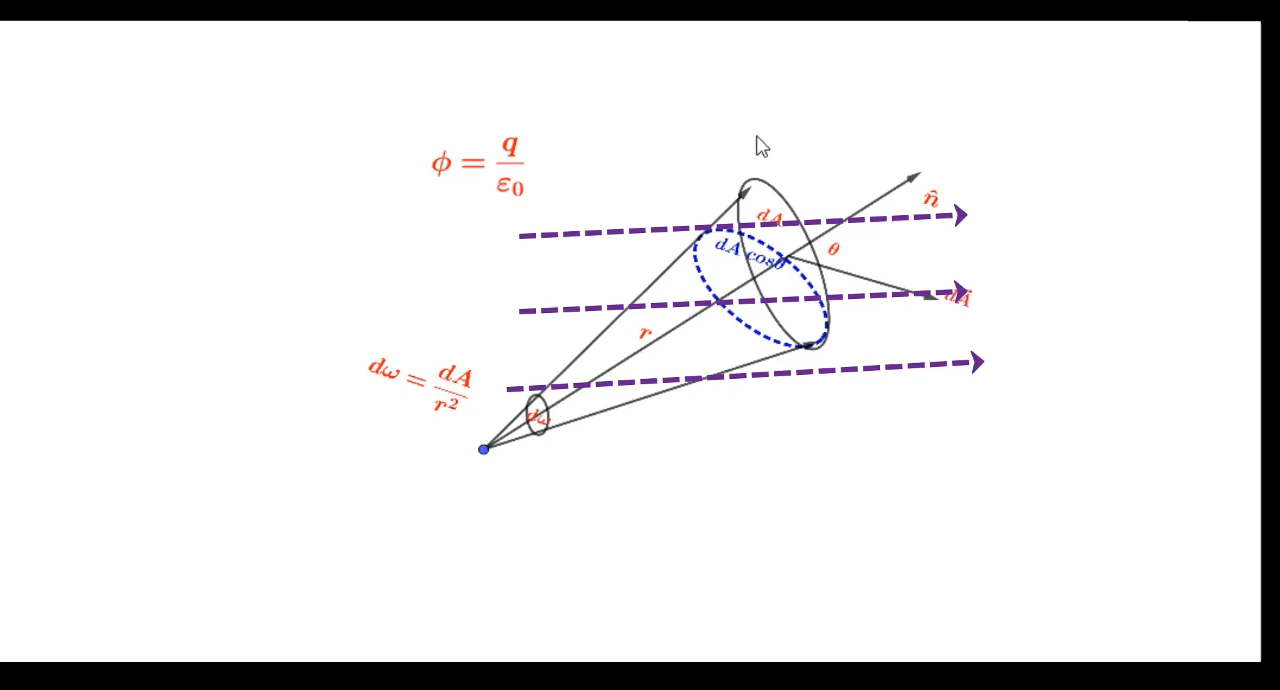 ϕ = q/ε₀
n̂
dA
dA cosθ
θ
dA⃗
r
dω = dA/r²
dω